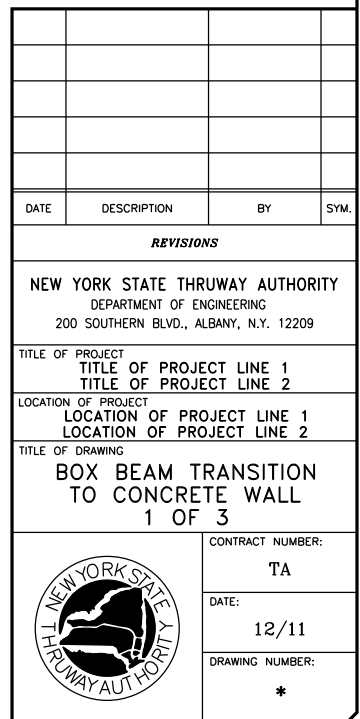 DATE DESCRIPTION BY SYM.
REVISIONS
NEW YORK STATE THRUWAY AUTHORITY
DEPARTMENT OF ENGINEERING
200 SOUTHERN BLVD., ALBANY, N.Y. 12209
TITLE OF PROJECT
TITLE OF PROJECT LINE 1
TITLE OF PROJECT LINE 2
LOCATION OF PROJECT
LOCATION OF PROJECT LINE 1
LOCATION OF PROJECT LINE 2
TITLE OF DRAWING
BOX BEAM TRANSITION
TO CONCRETE WALL
1 OF 3
NEW YORK STATE
THRUWAY AUTHORITY
CONTRACT NUMBER:
TA
DATE:
12/11
DRAWING NUMBER:
*